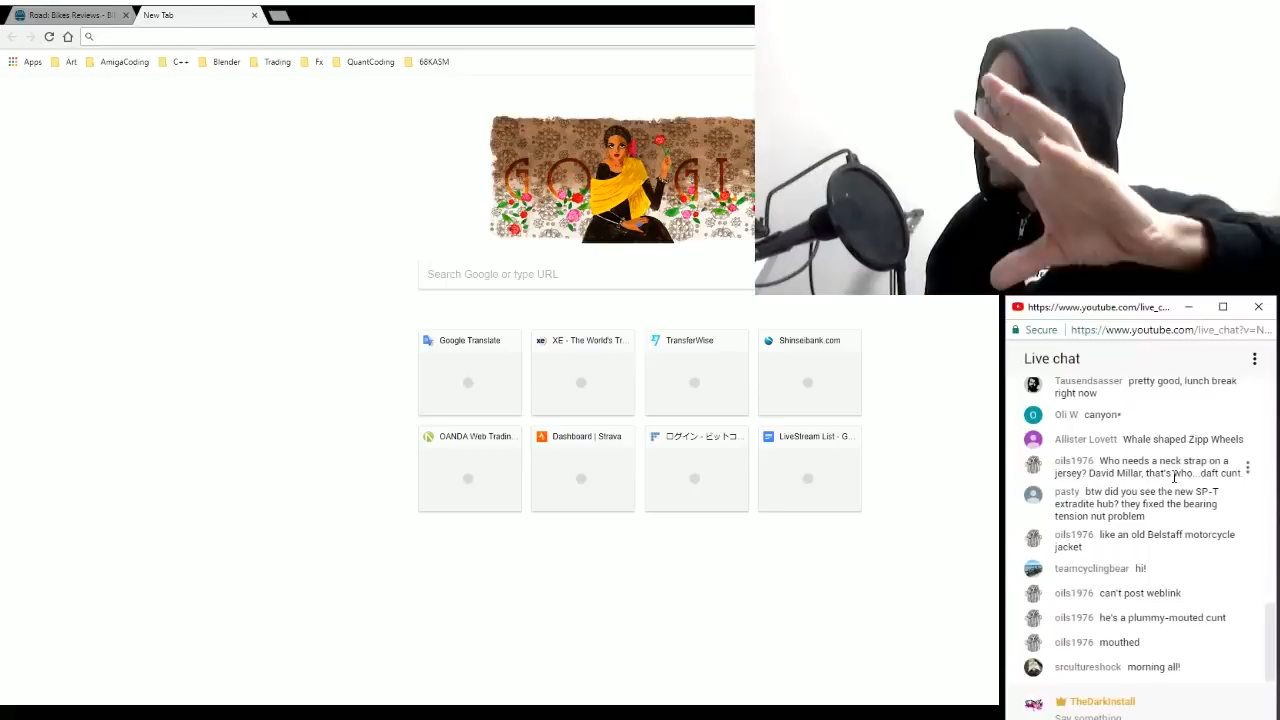 Road: Bikes Reviews - Bi
New Tab
Apps
Art
AmigaCoding
C++
Blender
Trading
Fx
QuantCoding
68KASM
Search Google or type URL
Google Translate
XE - The World's Tr...
TransferWise
Shinseibank.com
OANDA Web Tradin...
Dashboard | Strava
ログイン - ビットコ...
LiveStream List - G...
https://www.youtube.com/live_c...
Secure
https://www.youtube.com/live_chat?v=N...
Live chat
Tausendsasser pretty good, lunch break
right now
Oli W canyon*
Allister Lovett Whale shaped Zipp Wheels
oils1976 Who needs a neck strap on a
jersey? David Millar, that's who...daft cunt.
pasty btw did you see the new SP-T
extradite hub? they fixed the bearing
tension nut problem
oils1976 like an old Belstaff motorcycle
jacket
teamcyclingbear hi!
oils1976 can't post weblink
oils1976 he's a plummy-mouted cunt
oils1976 mouthed
srcultureshock morning all!
TheDarkInstall
Say something